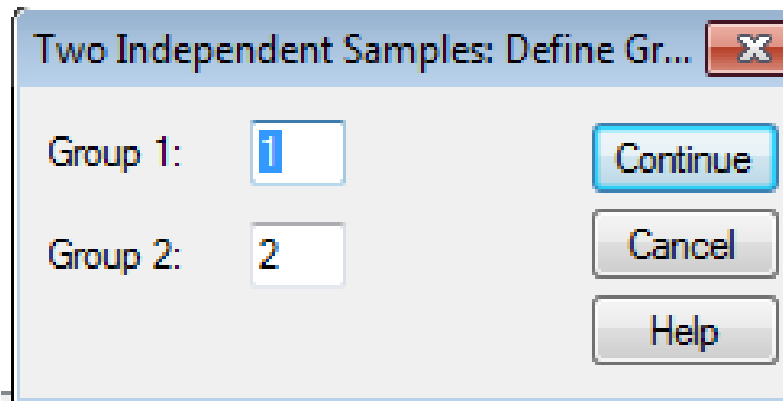 Two Independent Samples: Define Gr...
Group 1: 1
Continue
Group 2: 2
Cancel
Help